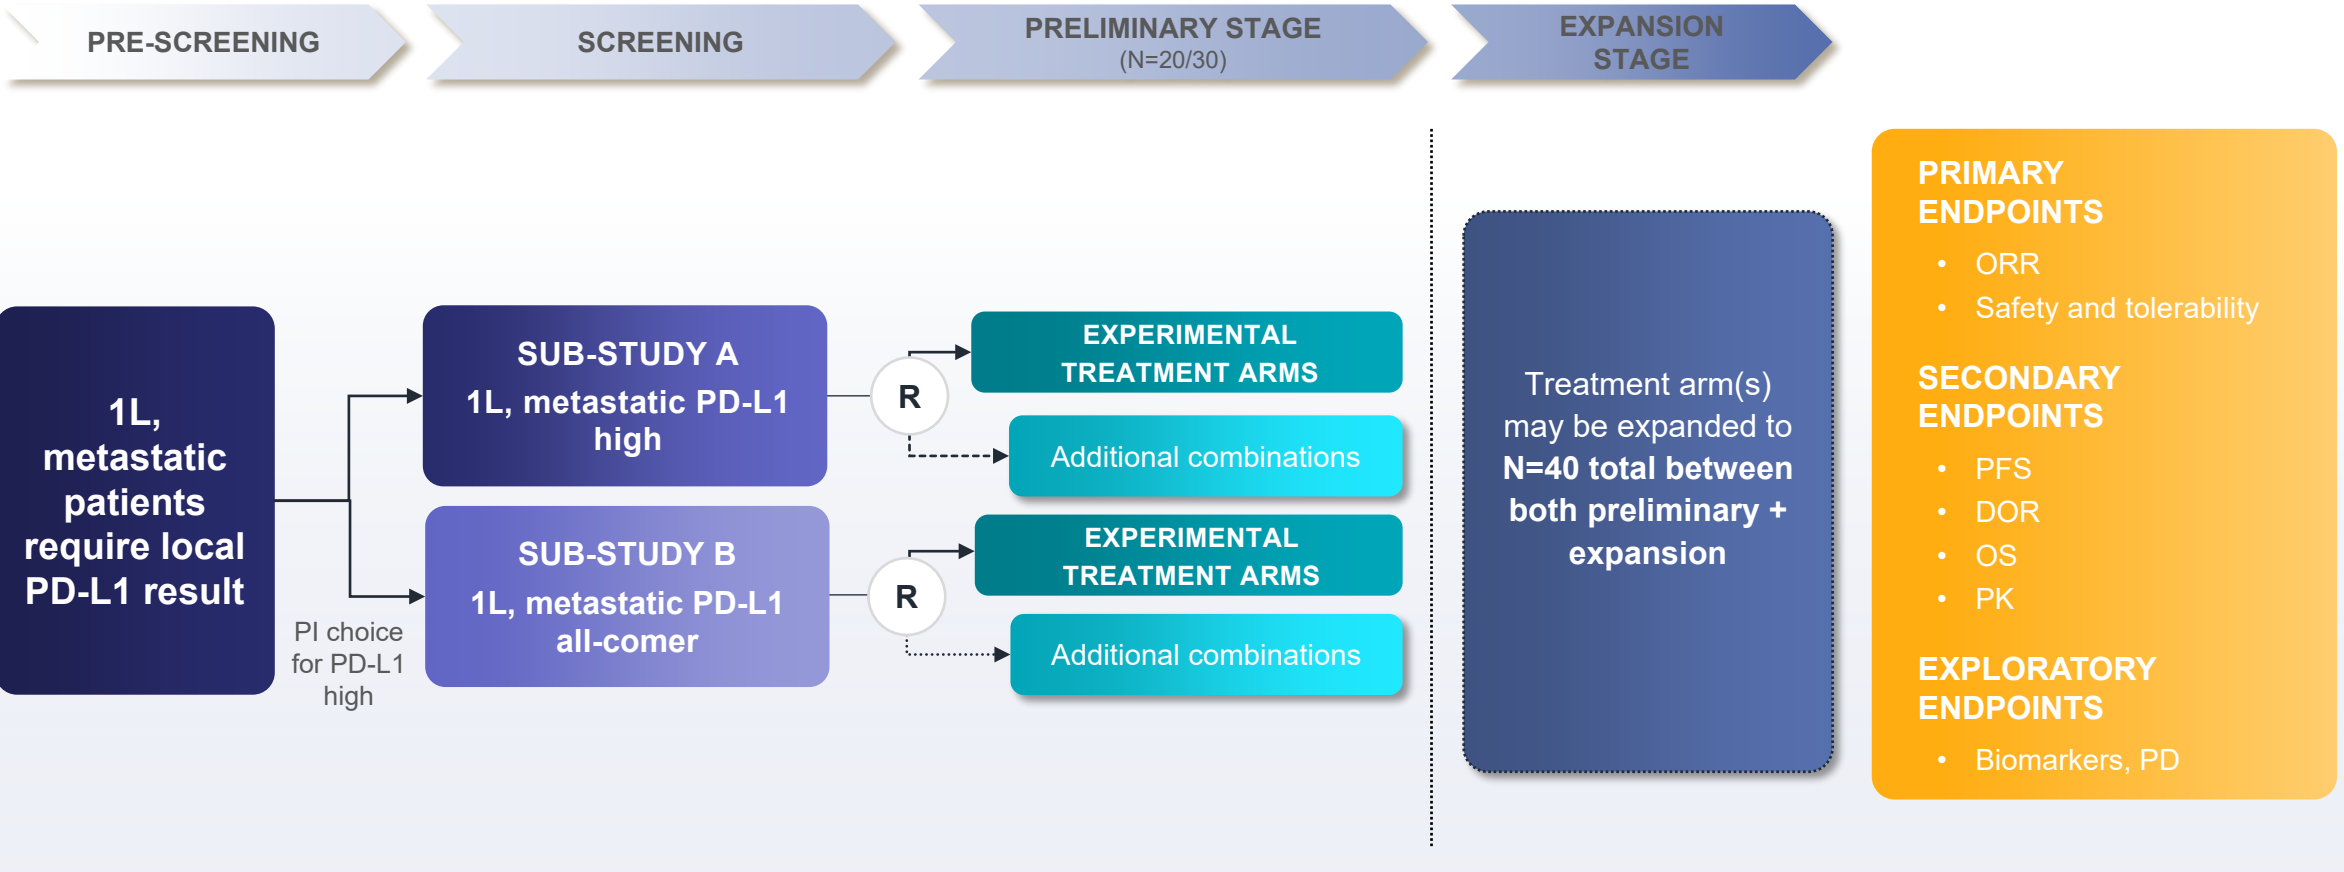 PRE-SCREENING
SCREENING
PRELIMINARY STAGE
(N=20/30)
EXPANSION
STAGE
1L,
metastatic
patients
require local
PD-L1 result
PI choice
for PD-L1
high
SUB-STUDY A
1L, metastatic PD-L1
high
SUB-STUDY B
1L, metastatic PD-L1
all-comer
R
EXPERIMENTAL
TREATMENT ARMS
Additional combinations
R
EXPERIMENTAL
TREATMENT ARMS
Additional combinations
Treatment arm(s)
may be expanded to
N=40 total between
both preliminary +
expansion
PRIMARY
ENDPOINTS
• ORR
• Safety and tolerability
SECONDARY
ENDPOINTS
• PFS
• DOR
• OS
• PK
EXPLORATORY
ENDPOINTS
• Biomarkers, PD